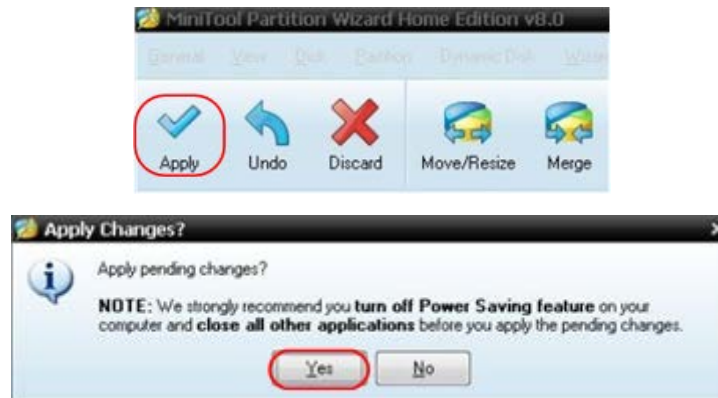 MiniTool Partition Wizard Home Edition v8.0
General View Disk Partition Dynamic Disk
Apply Undo Discard Move/Resize Merge
Apply Changes?
Apply pending changes?
NOTE: We strongly recommend you turn off Power Saving feature on your
computer and close all other applications before you apply the pending changes.
Yes No